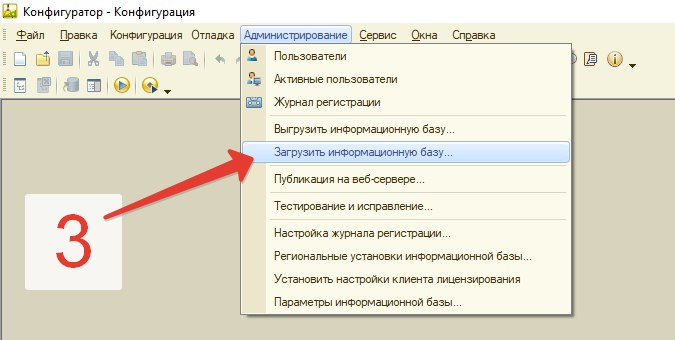 Конфигуратор - Конфигурация
Файл Правка Конфигурация Отладка Администрирование Сервис Окна Справка
Пользователи
Активные пользователи
Журнал регистрации
Выгрузить информационную базу...
Загрузить информационную базу...
Публикация на веб-сервере...
Тестирование и исправление...
Настройка журнала регистрации...
Региональные установки информационной базы...
Установить настройки клиента лицензирования
Параметры информационной базы...
3